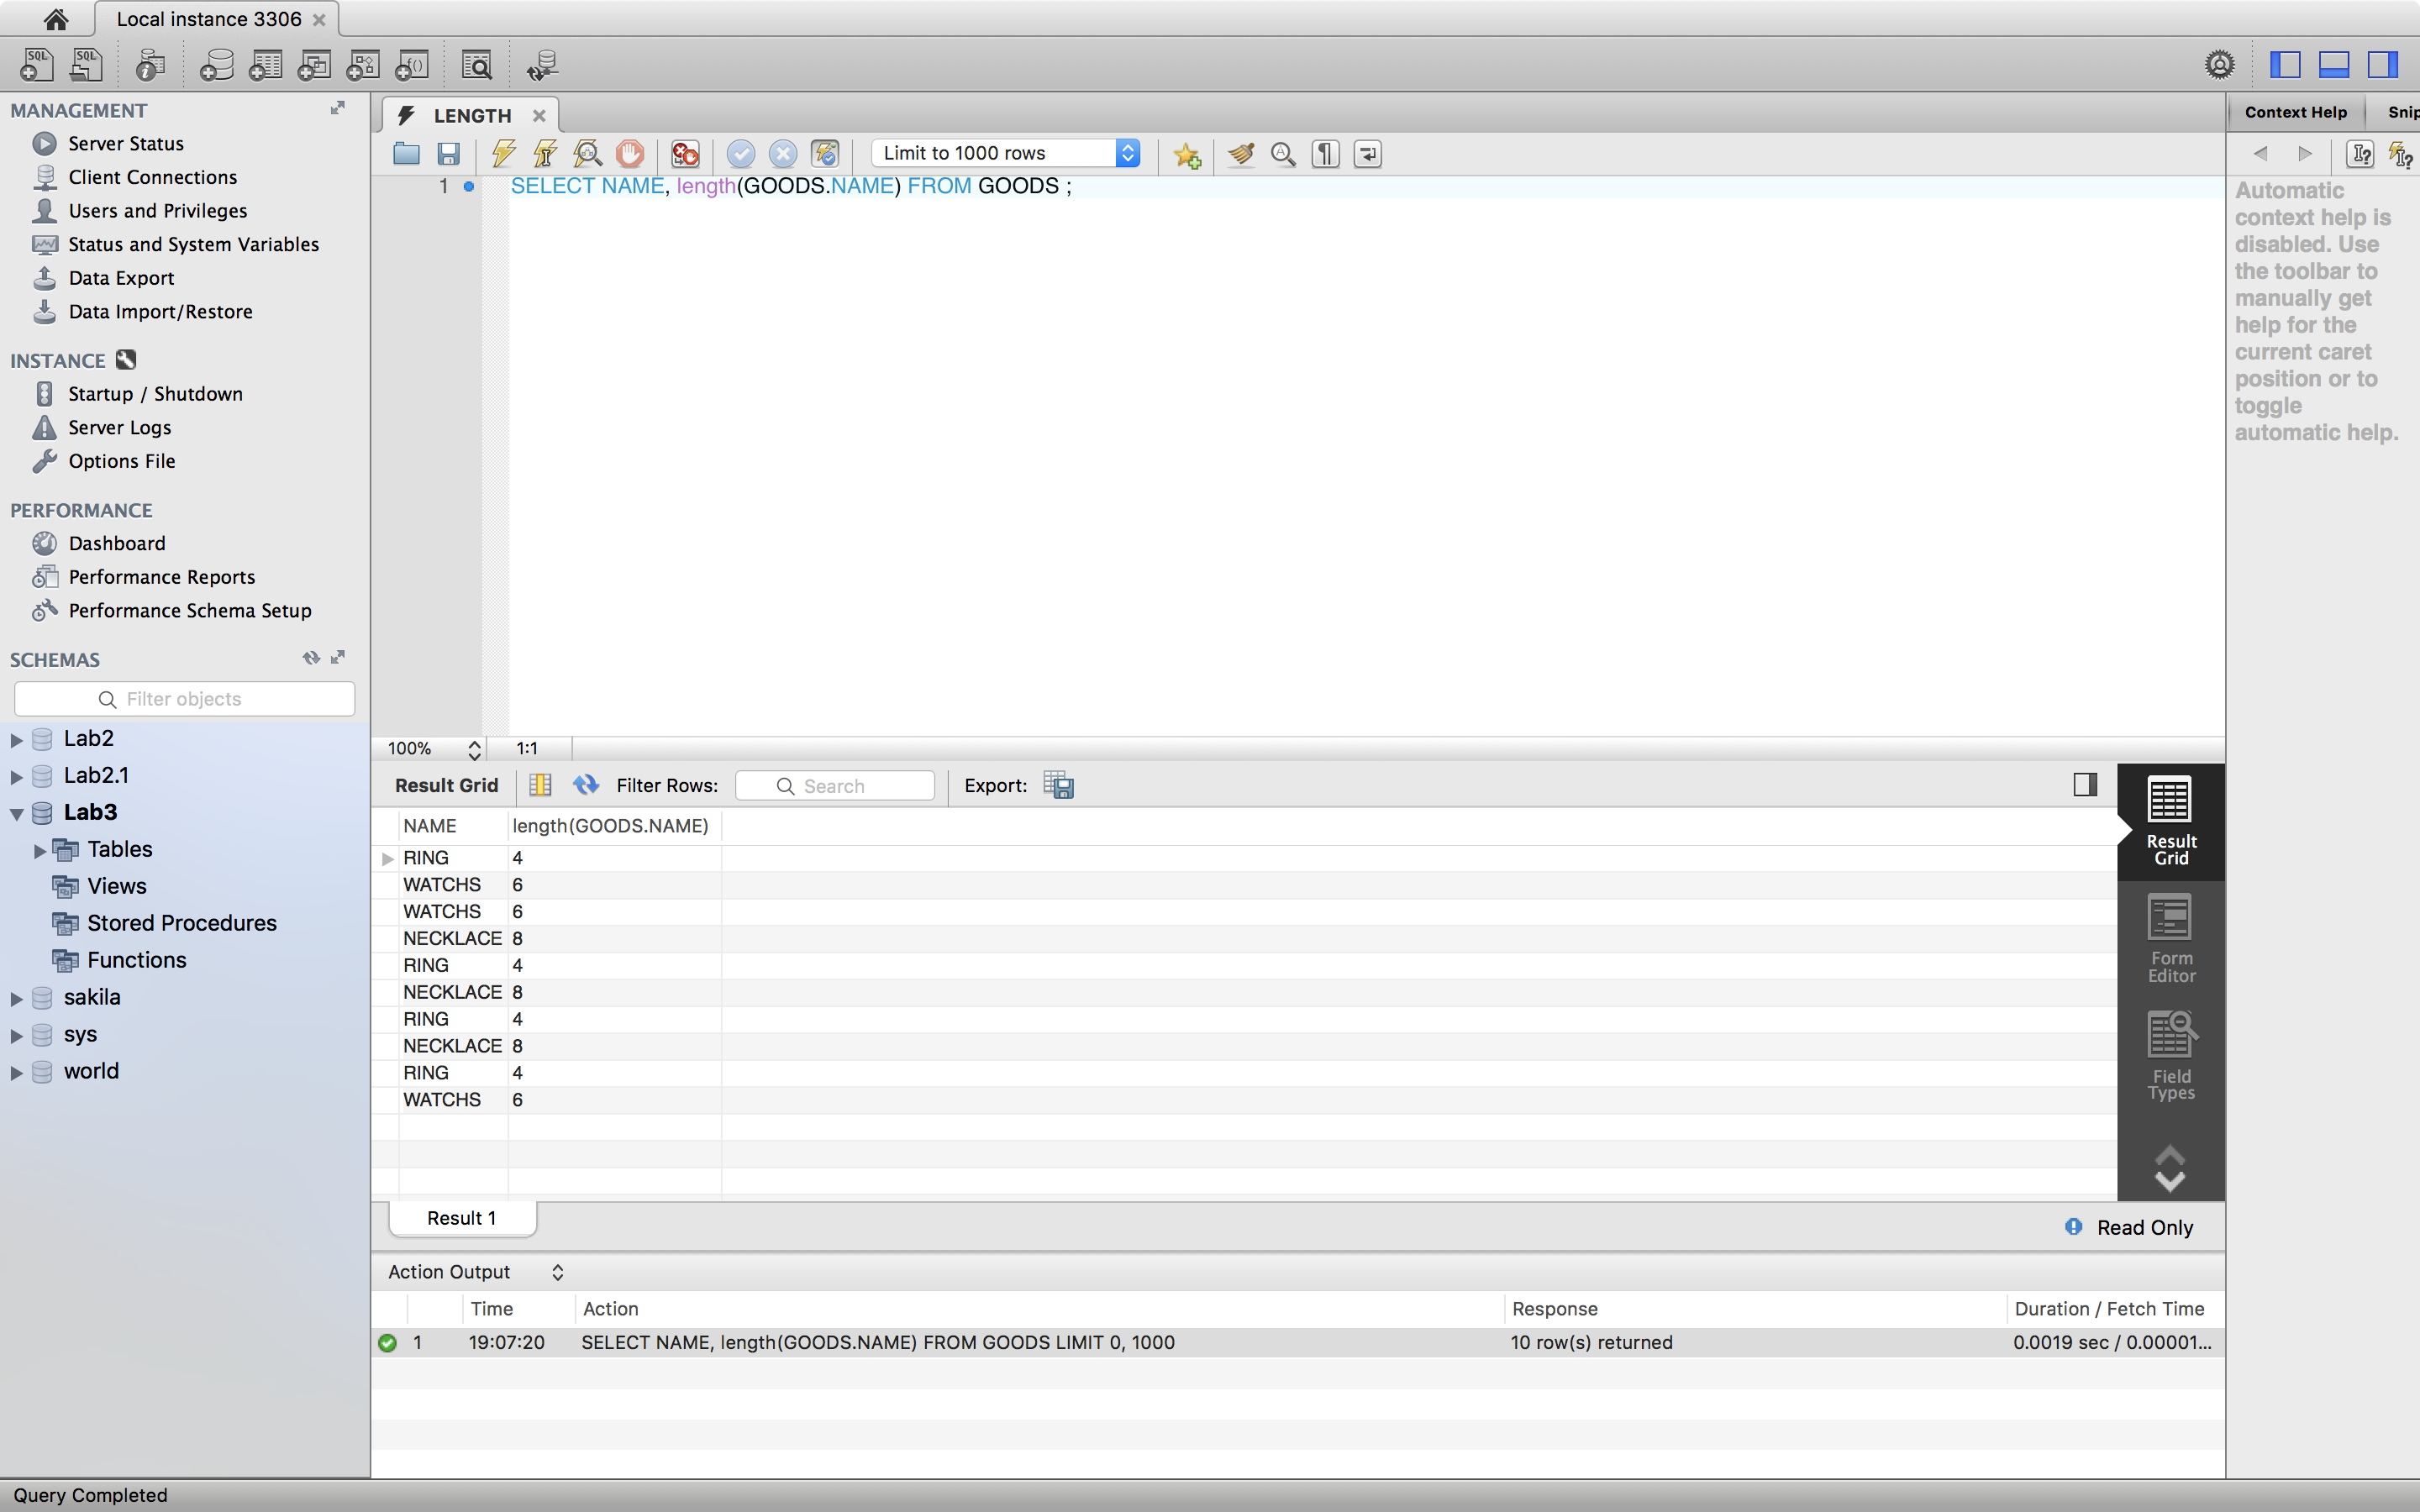 Local instance 3306
MANAGEMENT
Server Status
Client Connections
Users and Privileges
Status and System Variables
Data Export
Data Import/Restore
INSTANCE
Startup / Shutdown
Server Logs
Options File
PERFORMANCE
Dashboard
Performance Reports
Performance Schema Setup
SCHEMAS
Filter objects
Lab2
Lab2.1
Lab3
Tables
Views
Stored Procedures
Functions
sakila
sys
world
LENGTH
Limit to 1000 rows
1 SELECT NAME, length(GOODS.NAME) FROM GOODS ;
100% 1:1
Result Grid Filter Rows: Search Export:
NAME length(GOODS.NAME)
RING 4
WATCHS 6
WATCHS 6
NECKLACE 8
RING 4
NECKLACE 8
RING 4
NECKLACE 8
RING 4
WATCHS 6
Result
Grid
Form
Editor
Field
Types
Result 1
Read Only
Action Output
Time Action Response Duration / Fetch Time
1 19:07:20 SELECT NAME, length(GOODS.NAME) FROM GOODS LIMIT 0, 1000 10 row(s) returned 0.0019 sec / 0.00001...
Context Help Snip
Automatic
context help is
disabled. Use
the toolbar to
manually get
help for the
current caret
position or to
toggle
automatic help.
Query Completed